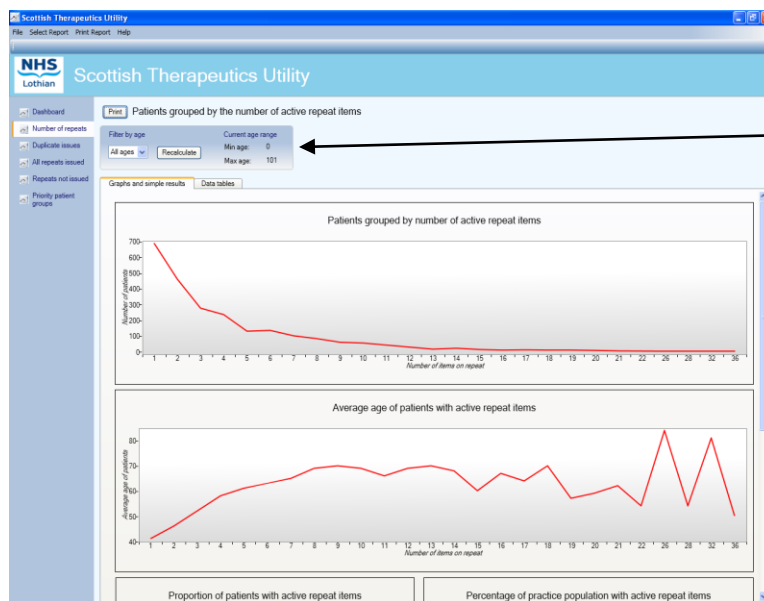 Scottish Therapeutics Utility
File Select Report Print Report Help
NHS
Lothian
Scottish Therapeutics Utility
Dashboard
Number of repeats
Duplicate issues
All repeats issued
Repeats not issued
Priority patient
groups
Print Patients grouped by the number of active repeat items
Filter by age
All ages Recalculate
Current age range
Min age: 0
Max age: 101
Graphs and simple results Data tables
Patients grouped by number of active repeat items
Number of patients
700
600
500
400
300
200
100
0
1 2 3 4 5 6 7 8 9 10 11 12 13 14 15 16 17 18 19 20 21 22 26 28 32 36
Number of items on repeat
Average age of patients with active repeat items
Average age of patients
80
70
60
50
40
1 2 3 4 5 6 7 8 9 10 11 12 13 14 15 16 17 18 19 20 21 22 26 28 32 36
Number of items on repeat
Proportion of patients with active repeat items
Percentage of practice population with active repeat items